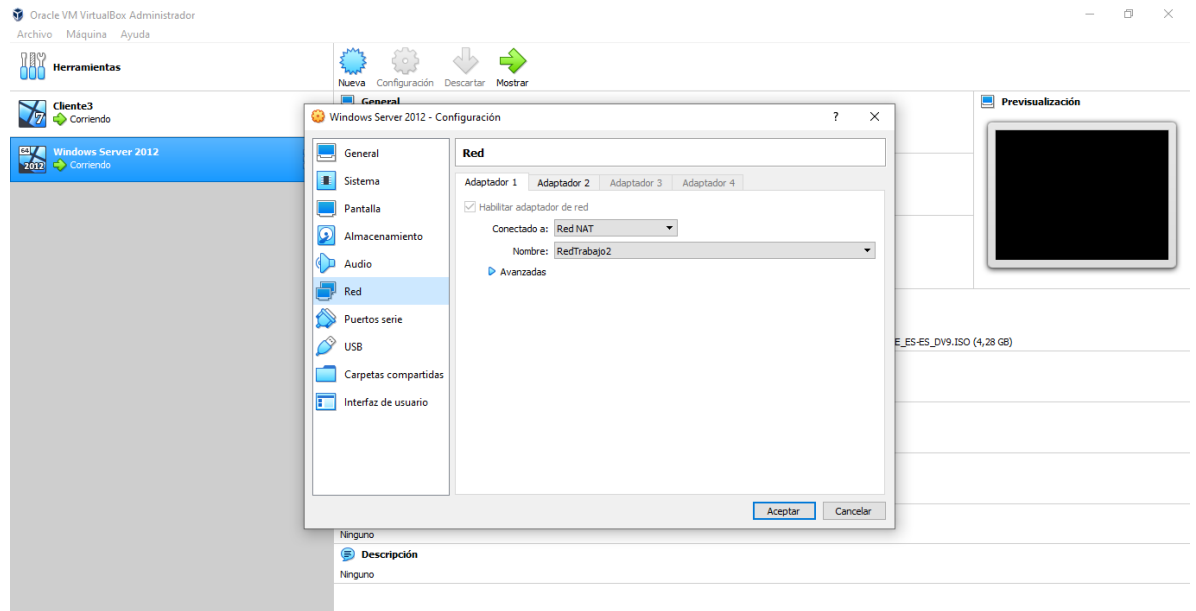 Oracle VM VirtualBox Administrador
Archivo Máquina Ayuda
Herramientas
Nueva Configuración Descartar Mostrar
Cliente3
Corriendo
Windows Server 2012
Corriendo
General
Previsualización
Windows Server 2012 - Configuración ?
General
Sistema
Pantalla
Almacenamiento
Audio
Red
Puertos serie
USB
Carpetas compartidas
Interfaz de usuario
Red
Adaptador 1 Adaptador 2 Adaptador 3 Adaptador 4
Habilitar adaptador de red
Conectado a: Red NAT
Nombre: RedTrabajo2
Avanzadas
Aceptar Cancelar
E_ES-ES_DV9.ISO (4,28 GB)
Ninguno
Descripción
Ninguno
64
2012
7